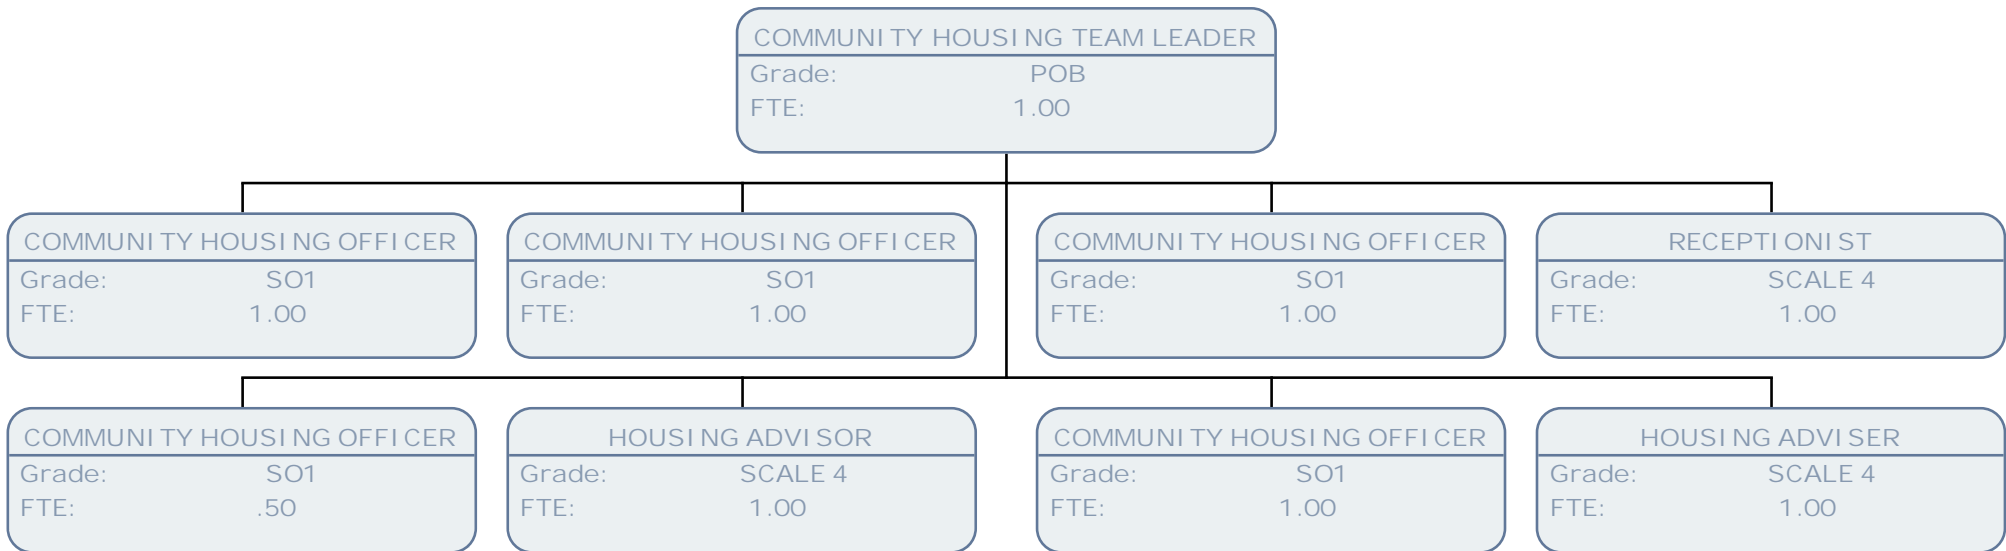 COMMUNITY HOUSING TEAM LEADER
Grade: POB
FTE: 1.00
COMMUNITY HOUSING OFFICER
Grade: SO1
FTE: 1.00
COMMUNITY HOUSING OFFICER
Grade: SO1
FTE: 1.00
COMMUNITY HOUSING OFFICER
Grade: SO1
FTE: 1.00
RECEPTIONIST
Grade: SCALE 4
FTE: 1.00
COMMUNITY HOUSING OFFICER
Grade: SO1
FTE: .50
HOUSING ADVISOR
Grade: SCALE 4
FTE: 1.00
COMMUNITY HOUSING OFFICER
Grade: SO1
FTE: 1.00
HOUSING ADVISER
Grade: SCALE 4
FTE: 1.00